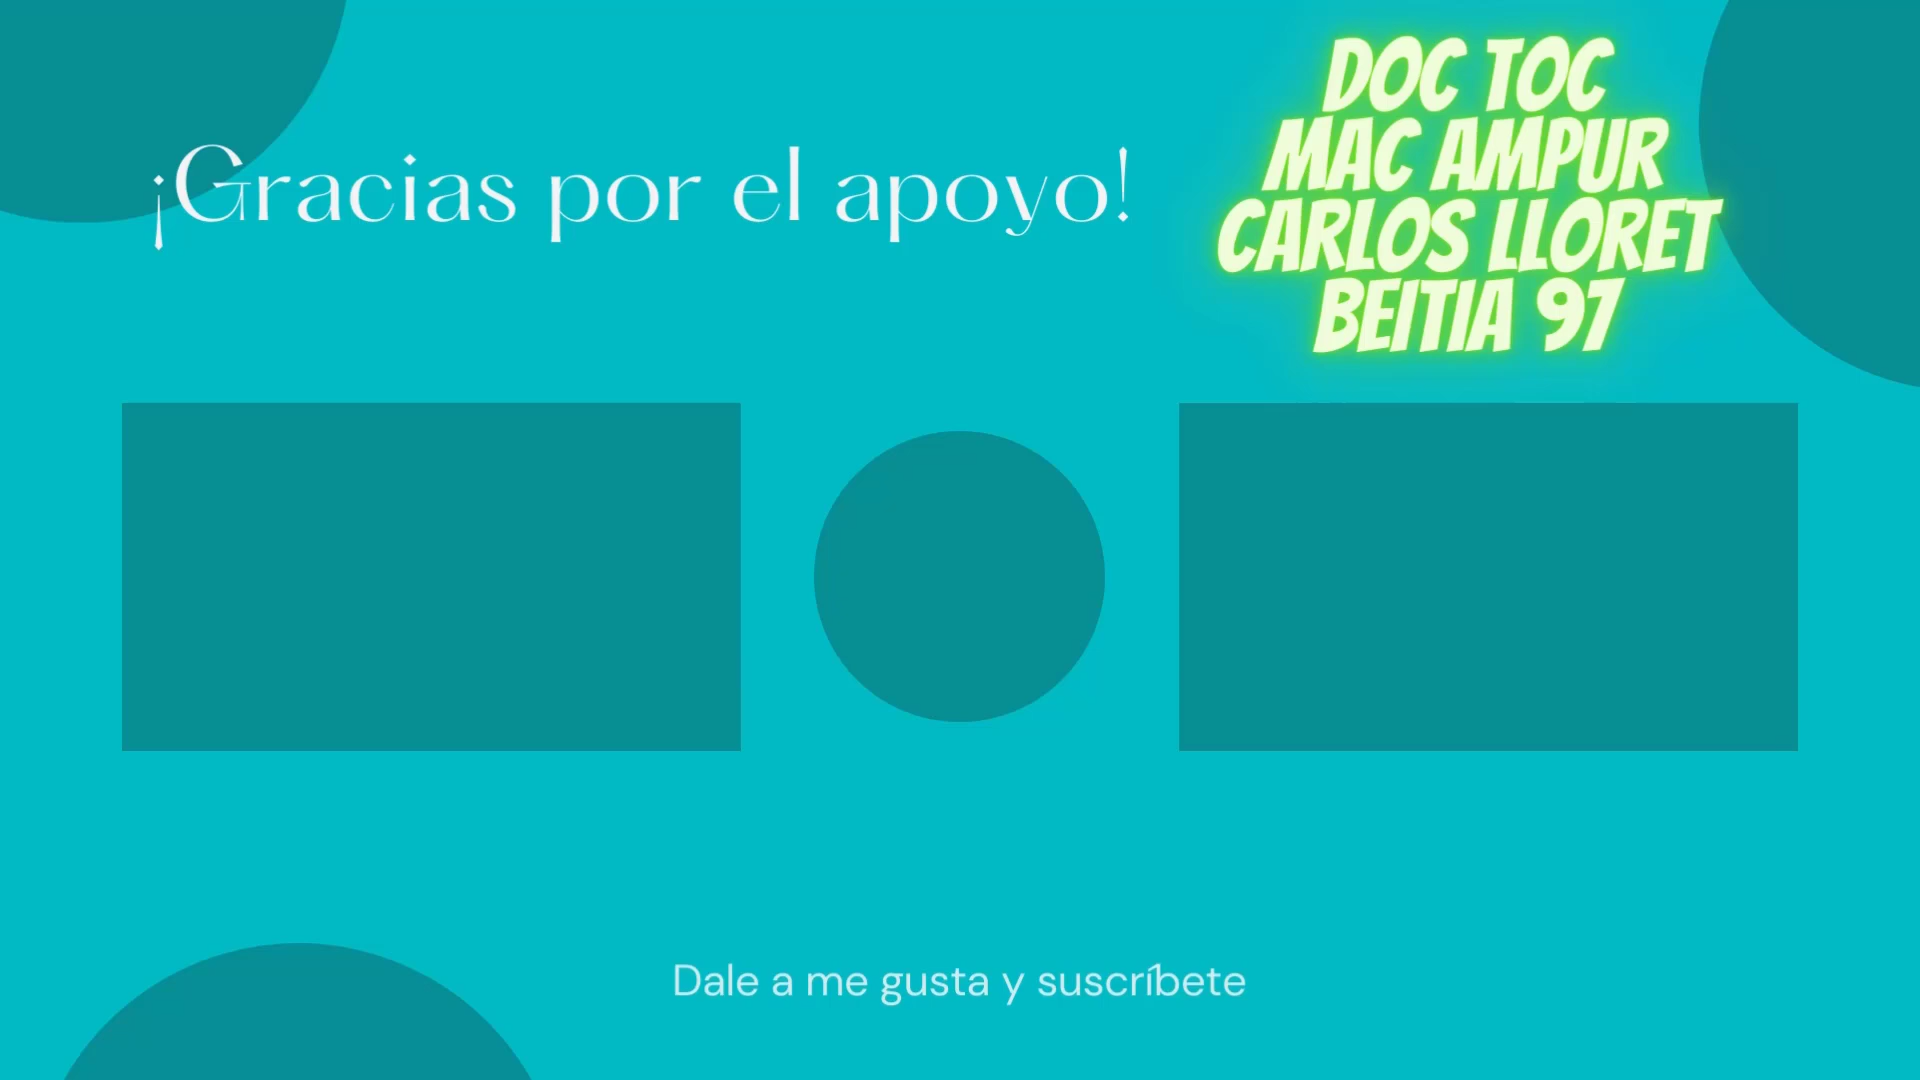 ¡Gracias por el apoyo!
DOC TOC
MAC AMPUR
CARLOS LLORET
BEITIA 97
Dale a me gusta y suscríbete